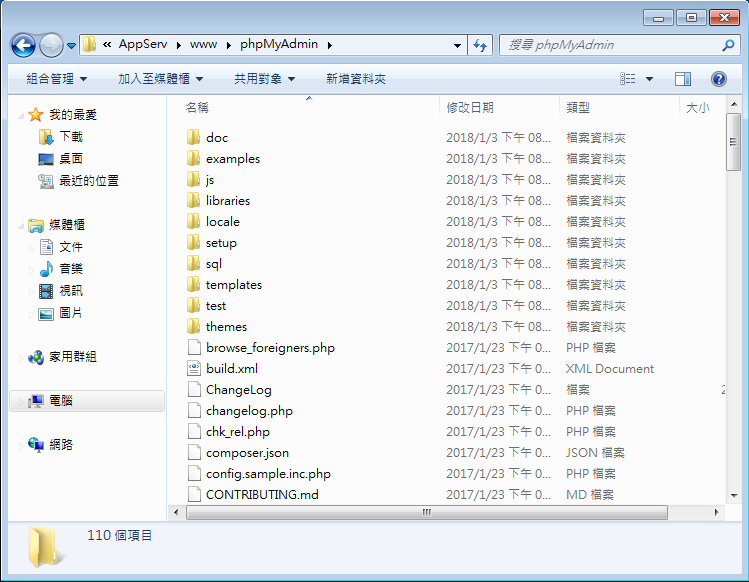 « AppServ ▸ www ▸ phpMyAdmin ▸
搜尋 phpMyAdmin
組合管理 加入至媒體櫃 共用對象 新增資料夾
我的最愛
下載
桌面
最近的位置
媒體櫃
文件
音樂
視訊
圖片
家用群組
電腦
網路
名稱 修改日期 類型 大小
doc 2018/1/3 下午 08... 檔案資料夾
examples 2018/1/3 下午 08... 檔案資料夾
js 2018/1/3 下午 08... 檔案資料夾
libraries 2018/1/3 下午 08... 檔案資料夾
locale 2018/1/3 下午 08... 檔案資料夾
setup 2018/1/3 下午 08... 檔案資料夾
sql 2018/1/3 下午 08... 檔案資料夾
templates 2018/1/3 下午 08... 檔案資料夾
test 2018/1/3 下午 08... 檔案資料夾
themes 2018/1/3 下午 08... 檔案資料夾
browse_foreigners.php 2017/1/23 下午 0... PHP 檔案
build.xml 2017/1/23 下午 0... XML Document
ChangeLog 2017/1/23 下午 0... 檔案
changelog.php 2017/1/23 下午 0... PHP 檔案
chk_rel.php 2017/1/23 下午 0... PHP 檔案
composer.json 2017/1/23 下午 0... JSON 檔案
config.sample.inc.php 2017/1/23 下午 0... PHP 檔案
CONTRIBUTING.md 2017/1/23 下午 0... MD 檔案
110 個項目